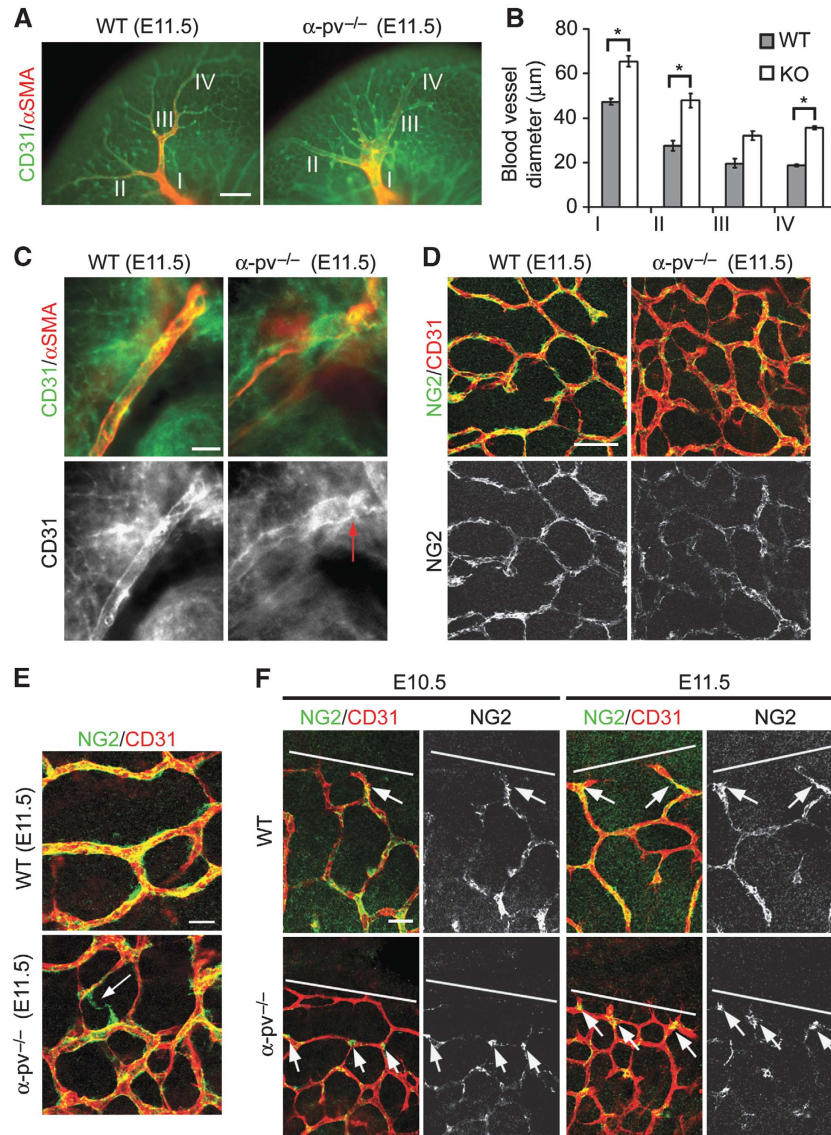 A
WT (E11.5)
α-pv–/– (E11.5)
CD31/αSMA
I
II
III
IV
I
II
III
IV
B
Blood vessel
diameter (μm)
80
60
40
20
0
*
*
*
WT
KO
I
II
III
IV
C
WT (E11.5)
α-pv–/– (E11.5)
CD31/αSMA
CD31
D
WT (E11.5)
α-pv–/– (E11.5)
NG2/CD31
NG2
E
NG2/CD31
WT (E11.5)
α-pv–/– (E11.5)
F
E10.5
E11.5
NG2/CD31
NG2
NG2/CD31
NG2
WT
α-pv–/–